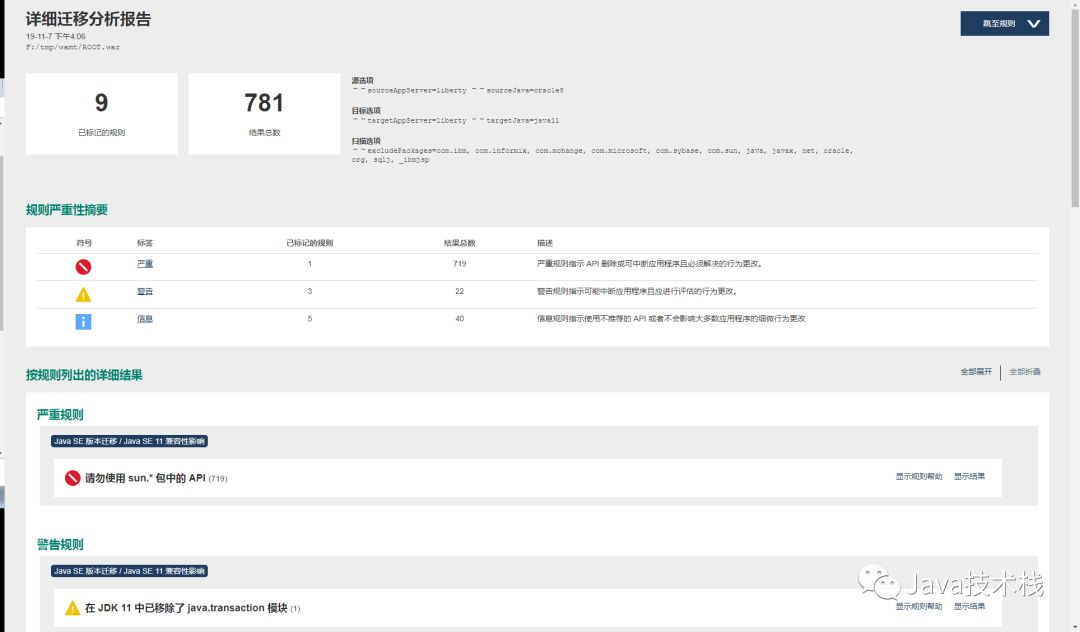 详细迁移分析报告
跳至规则
19-11-7 下午4:06
F:/tmp/wamt/ROOT.war
9
已标记的规则
781
结果总数
源选项
--sourceAppServer=liberty --sourceJava=oracle8
目标选项
--targetAppServer=liberty --targetJava=java11
扫描选项
--excludePackages=com.ibm, com.informix, com.mchange, com.microsoft, com.sybase, com.sun, java, javax, net, oracle,
org, sqlj, _ibmjsp
规则严重性摘要
符号 标签 已标记的规则 结果总数 描述
严重 1 719 严重规则指示 API 删除或可中断应用程序且必须解决的行为更改。
警告 3 22 警告规则指示可能中断应用程序且应进行评估的行为更改。
信息 5 40 信息规则指示使用不推荐的 API 或者不会影响大多数应用程序的细微行为更改
按规则列出的详细结果
全部展开 全部折叠
严重规则
Java SE 版本迁移 / Java SE 11 兼容性影响
请勿使用 sun.* 包中的 API (719) 显示规则帮助 显示结果
警告规则
Java SE 版本迁移 / Java SE 11 兼容性影响
在 JDK 11 中已移除了 java.transaction 模块 (1) 显示规则帮助 显示结果
Java技术栈